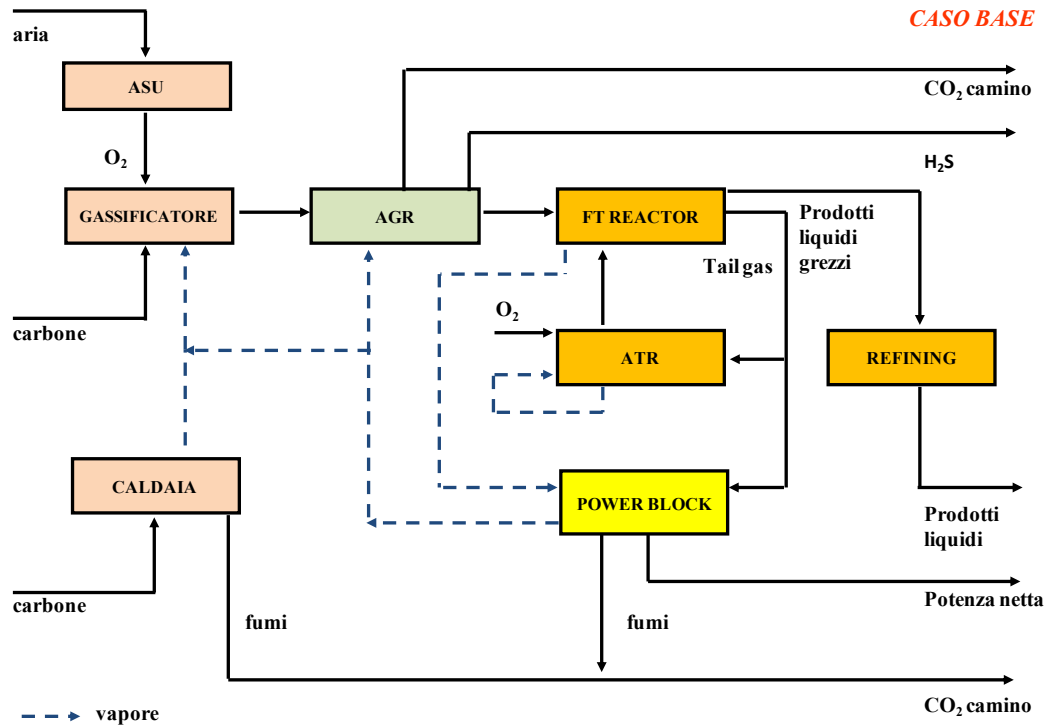 CASO BASE
aria
ASU
CO₂ camino
O₂
H₂S
GASSIFICATORE
AGR
FT REACTOR
Prodotti
liquidi
grezzi
Tail gas
O₂
carbone
ATR
REFINING
CALDAIA
POWER BLOCK
Prodotti
liquidi
carbone
Potenza netta
fumi
fumi
CO₂ camino
vapore